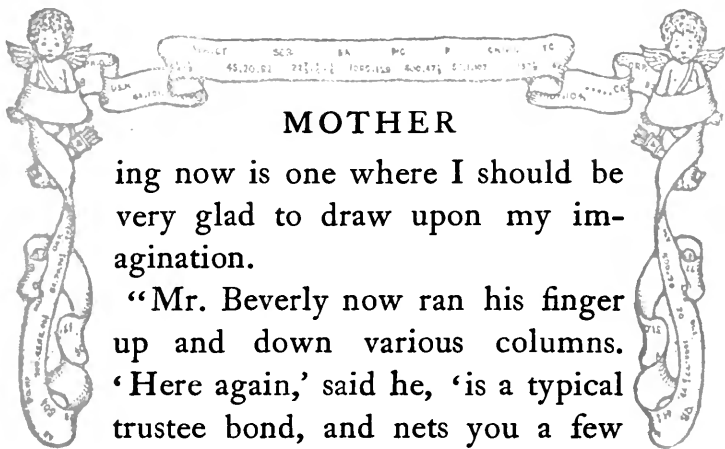 MOTHER
ing now is one where I should be
very glad to draw upon my im-
agination.
“Mr. Beverly now ran his finger
up and down various columns.
‘Here again,’ said he, ‘is a typical
trustee bond, and nets you a few